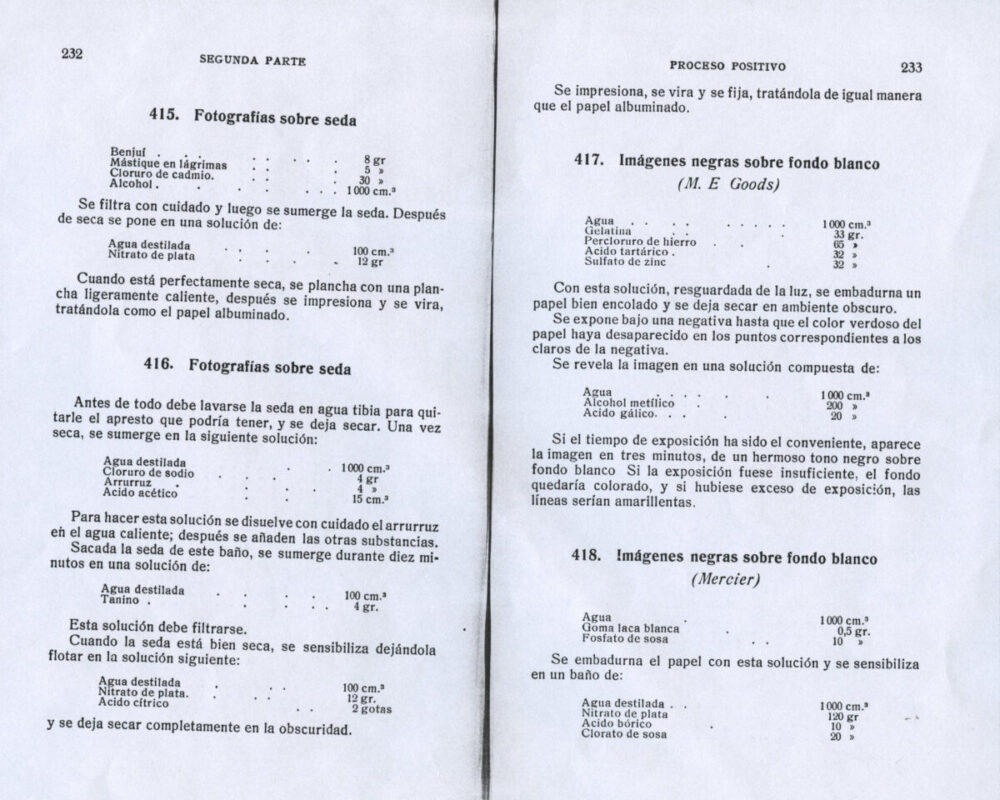 232
SEGUNDA PARTE
415. Fotografías sobre seda
Benjuí . . . . . . . 8 gr
Mástique en lágrimas . . 5 »
Cloruro de cadmio. . . 30 »
Alcohol . . . . . . . 1000 cm.³
Se filtra con cuidado y luego se sumerge la seda. Después
de seca se pone en una solución de:
Agua destilada . . . . 100 cm.³
Nitrato de plata . . . 12 gr
Cuando está perfectamente seca, se plancha con una plan-
cha ligeramente caliente, después se impresiona y se vira,
tratándola como el papel albuminado.
416. Fotografías sobre seda
Antes de todo debe lavarse la seda en agua tibia para qui-
tarle el apresto que podría tener, y se deja secar. Una vez
seca, se sumerge en la siguiente solución:
Agua destilada . . 1000 cm.³
Cloruro de sodio . . . . 4 gr
Arrurruz . . . . 4 »
Acido acético . . 15 cm.³
Para hacer esta solución se disuelve con cuidado el arrurruz
en el agua caliente; después se añaden las otras substancias.
Sacada la seda de este baño, se sumerge durante diez mi-
nutos en una solución de:
Agua destilada . . . . 100 cm.³
Tanino . . . . . 4 gr.
Esta solución debe filtrarse.
Cuando la seda está bien seca, se sensibiliza dejándola
flotar en la solución siguiente:
Agua destilada . . . 100 cm.³
Nitrato de plata. . . . 12 gr.
Acido cítrico . . 2 gotas
y se deja secar completamente en la obscuridad.
PROCESO POSITIVO
233
Se impresiona, se vira y se fija, tratándola de igual manera
que el papel albuminado.
417. Imágenes negras sobre fondo blanco
(M. E Goods)
Agua . . . . . . . . . 1000 cm.³
Gelatina . . 33 gr.
Percloruro de hierro . . 65 »
Acido tartárico . 32 »
Sulfato de zinc . 32 »
Con esta solución, resguardada de la luz, se embadurna un
papel bien encolado y se deja secar en ambiente obscuro.
Se expone bajo una negativa hasta que el color verdoso del
papel haya desaparecido en los puntos correspondientes a los
claros de la negativa.
Se revela la imagen en una solución compuesta de:
Agua . . . . . 1000 cm.³
Alcohol metílico . 200 »
Acido gálico. . . . 20 »
Si el tiempo de exposición ha sido el conveniente, aparece
la imagen en tres minutos, de un hermoso tono negro sobre
fondo blanco Si la exposición fuese insuficiente, el fondo
quedaría colorado, y si hubiese exceso de exposición, las
líneas serían amarillentas.
418. Imágenes negras sobre fondo blanco
(Mercier)
Agua . 1000 cm.³
Goma laca blanca . 0,5 gr.
Fosfato de sosa . . 10 »
Se embadurna el papel con esta solución y se sensibiliza
en un baño de:
Agua destilada . . 1000 cm.³
Nitrato de plata 120 gr
Acido bórico . 10 »
Clorato de sosa 20 »